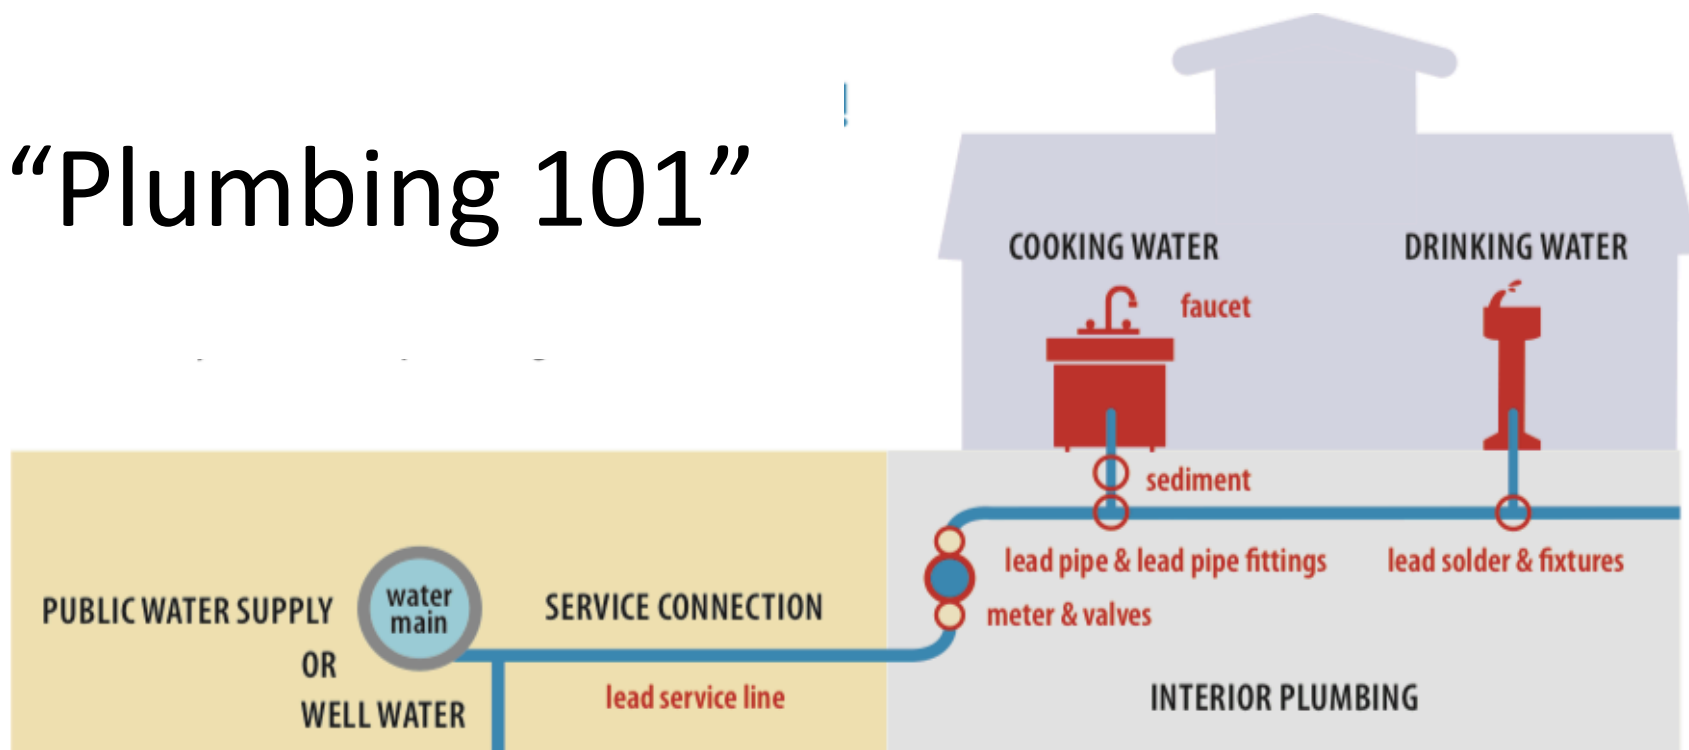 “Plumbing 101”
COOKING WATER
DRINKING WATER
faucet
sediment
lead pipe & lead pipe fittings
lead solder & fixtures
meter & valves
PUBLIC WATER SUPPLY
water
main
SERVICE CONNECTION
OR
WELL WATER
lead service line
INTERIOR PLUMBING